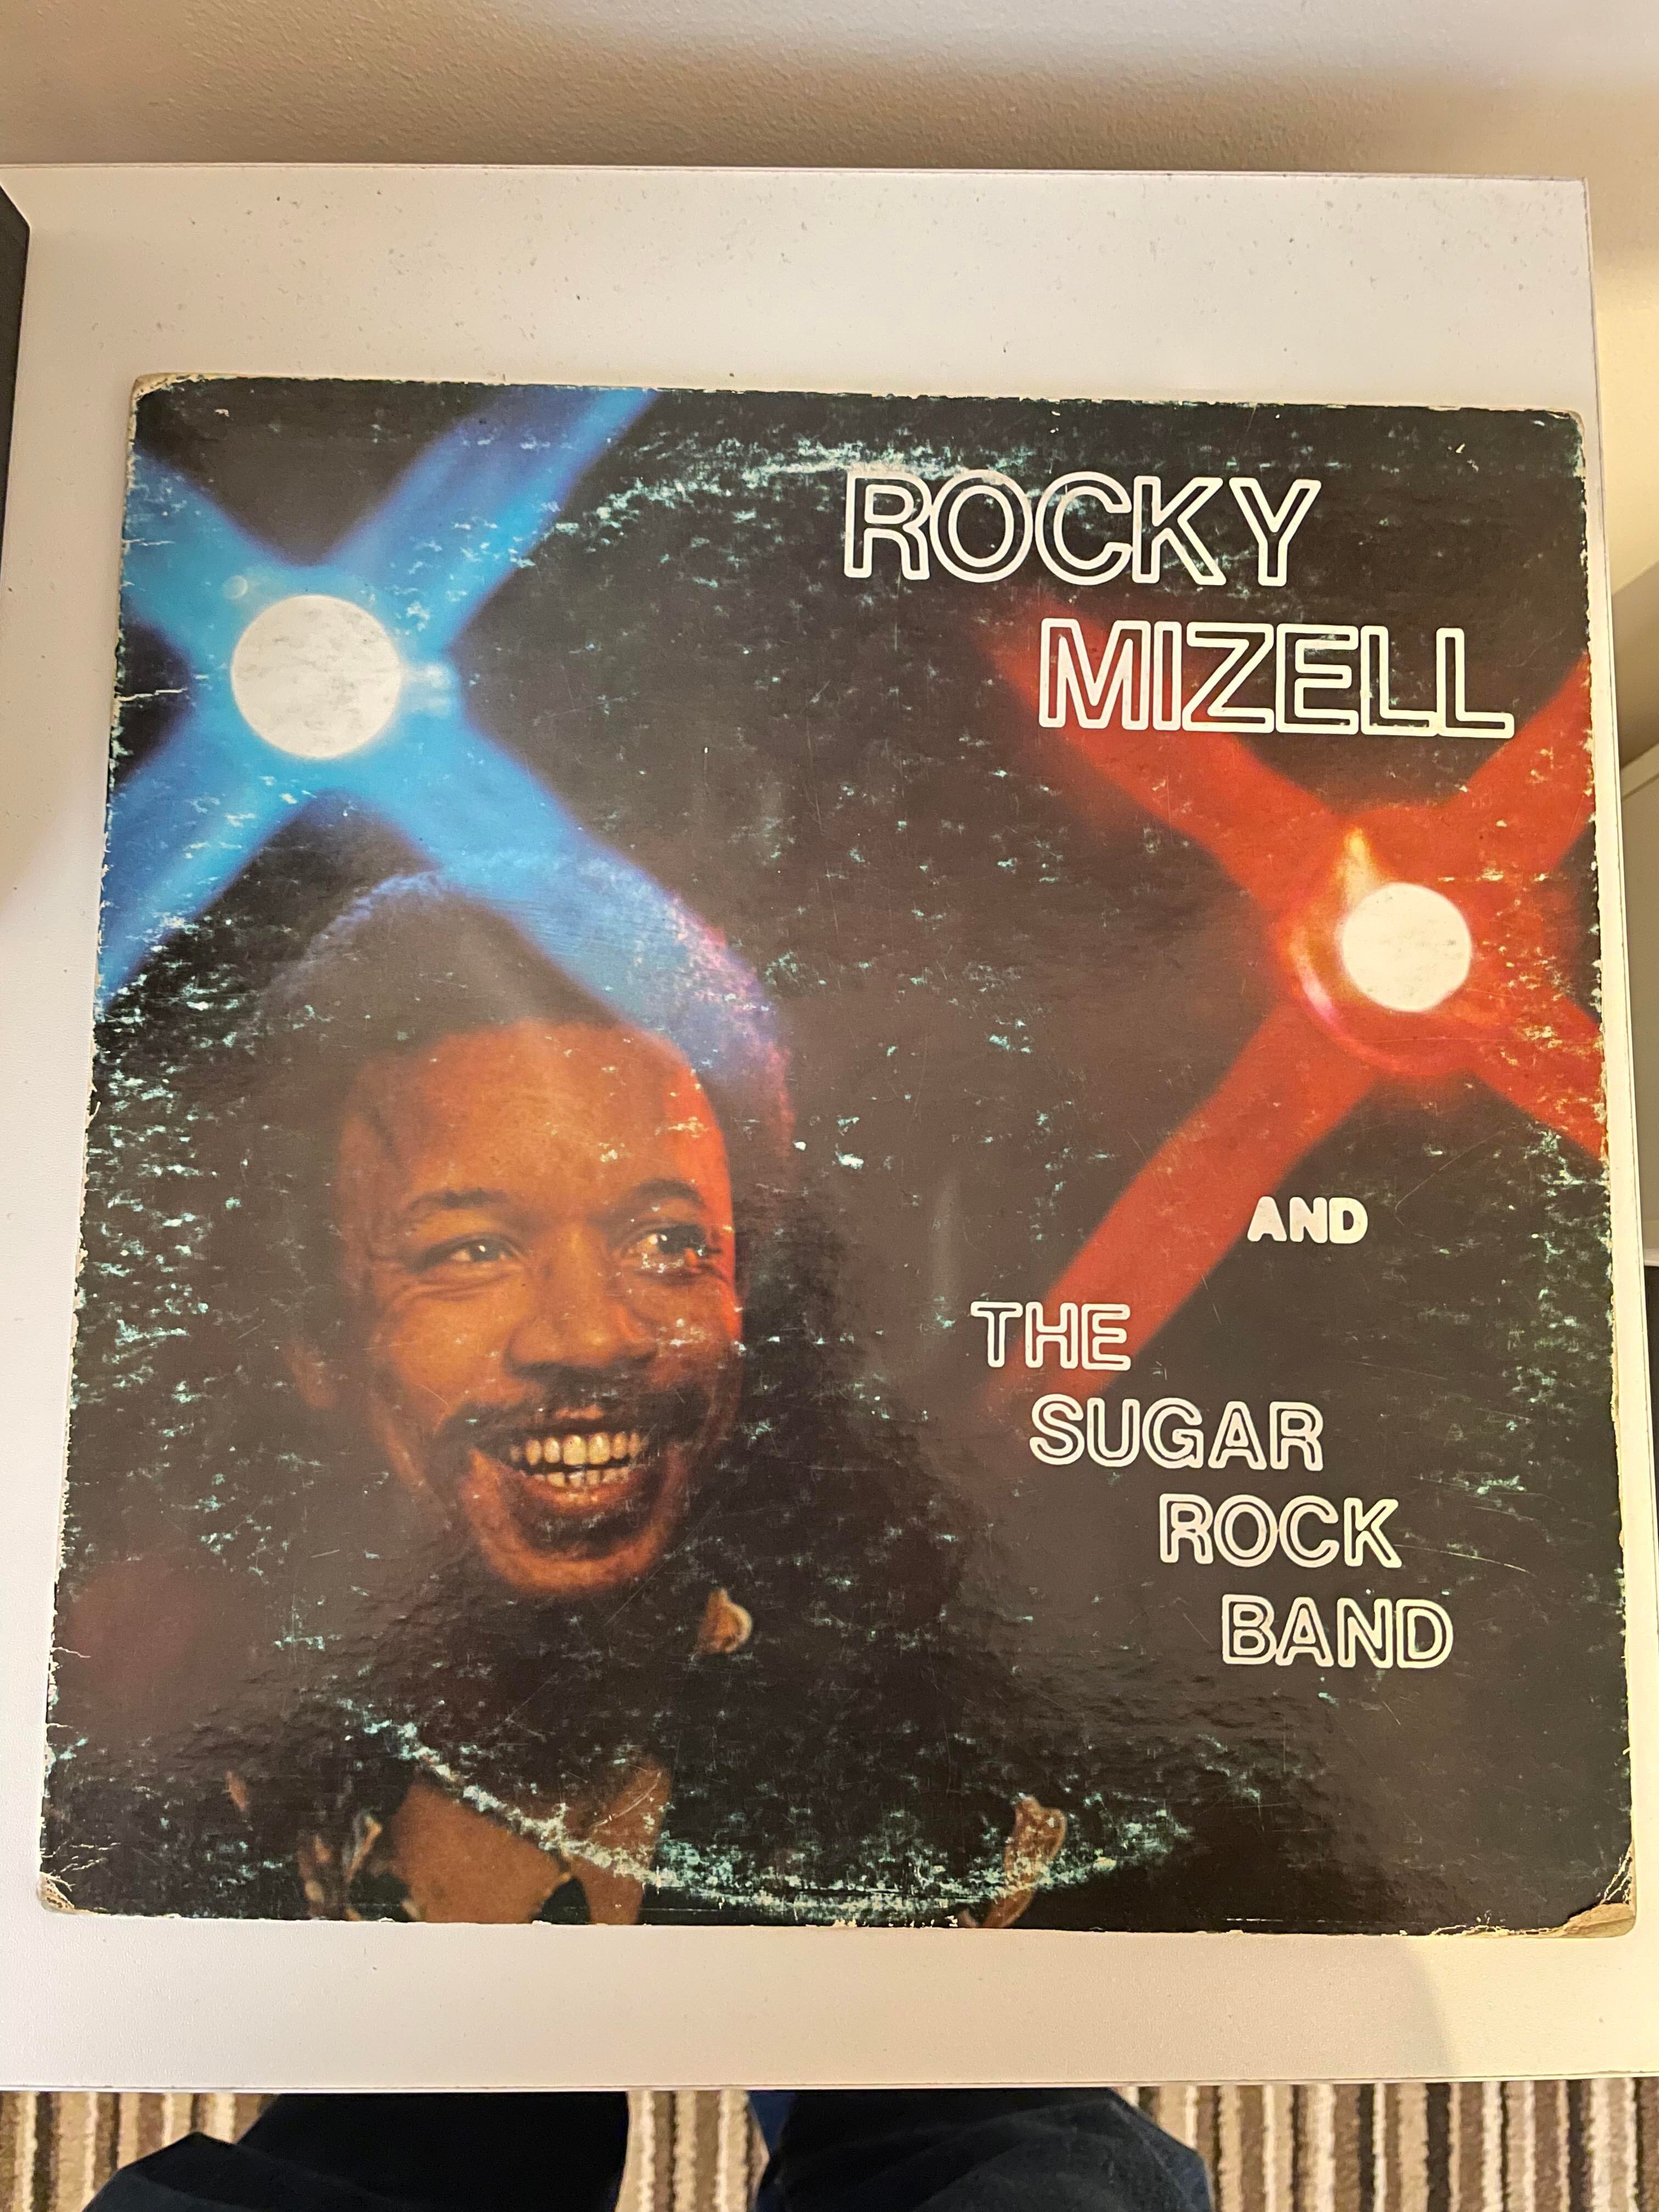 ROCKY
MIZELL
AND
THE
SUGAR
ROCK
BAND